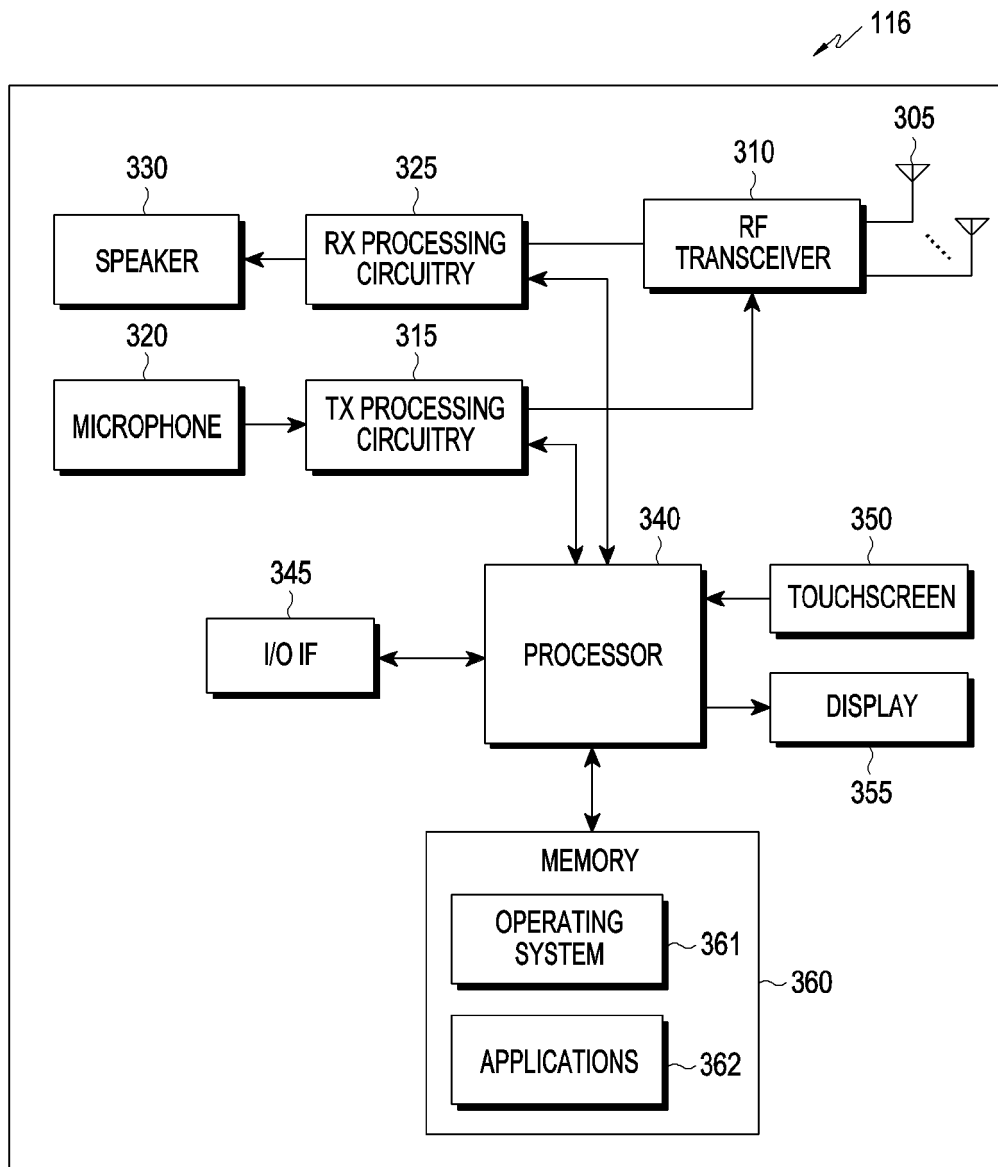 116
305
330
325
310
SPEAKER
RX PROCESSING
CIRCUITRY
RF
TRANSCEIVER
320
315
MICROPHONE
TX PROCESSING
CIRCUITRY
340
350
345
TOUCHSCREEN
I/O IF
PROCESSOR
DISPLAY
355
MEMORY
OPERATING
SYSTEM
361
360
APPLICATIONS
362